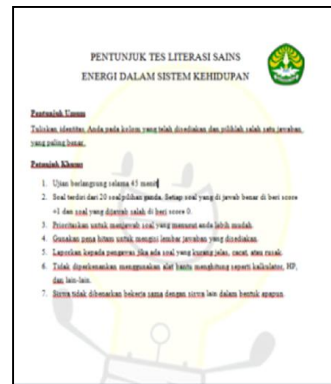 PENTUNJUK TES LITERASI SAINS
ENERGI DALAM SISTEM KEHIDUPAN
Pentunjuk Umum
Tuliskan identitas Anda pada kolom yang telah disediakan dan pilihlah salah satu jawaban
yang paling benar.
Petunjuk Khusus
1. Ujian berlangsung selama 45 menit
2. Soal terdiri dari 20 soal pilihan ganda. Setiap soal yang di jawab benar di beri score
+1 dan soal yang dijawab salah di beri score 0.
3. Prioritaskan untuk menjawab soal yang menurut anda lebih mudah.
4. Gunakan pena hitam untuk mengisi lembar jawaban yang disediakan.
5. Laporkan kepada pengawas jika ada soal yang kurang jelas, cacat, atau rusak.
6. Tidak diperkenankan menggunakan alat bantu menghitung seperti kalkulator, HP,
dan lain-lain.
7. Siswa tidak dibenarkan bekerja sama dengan siswa lain dalam bentuk apapun.